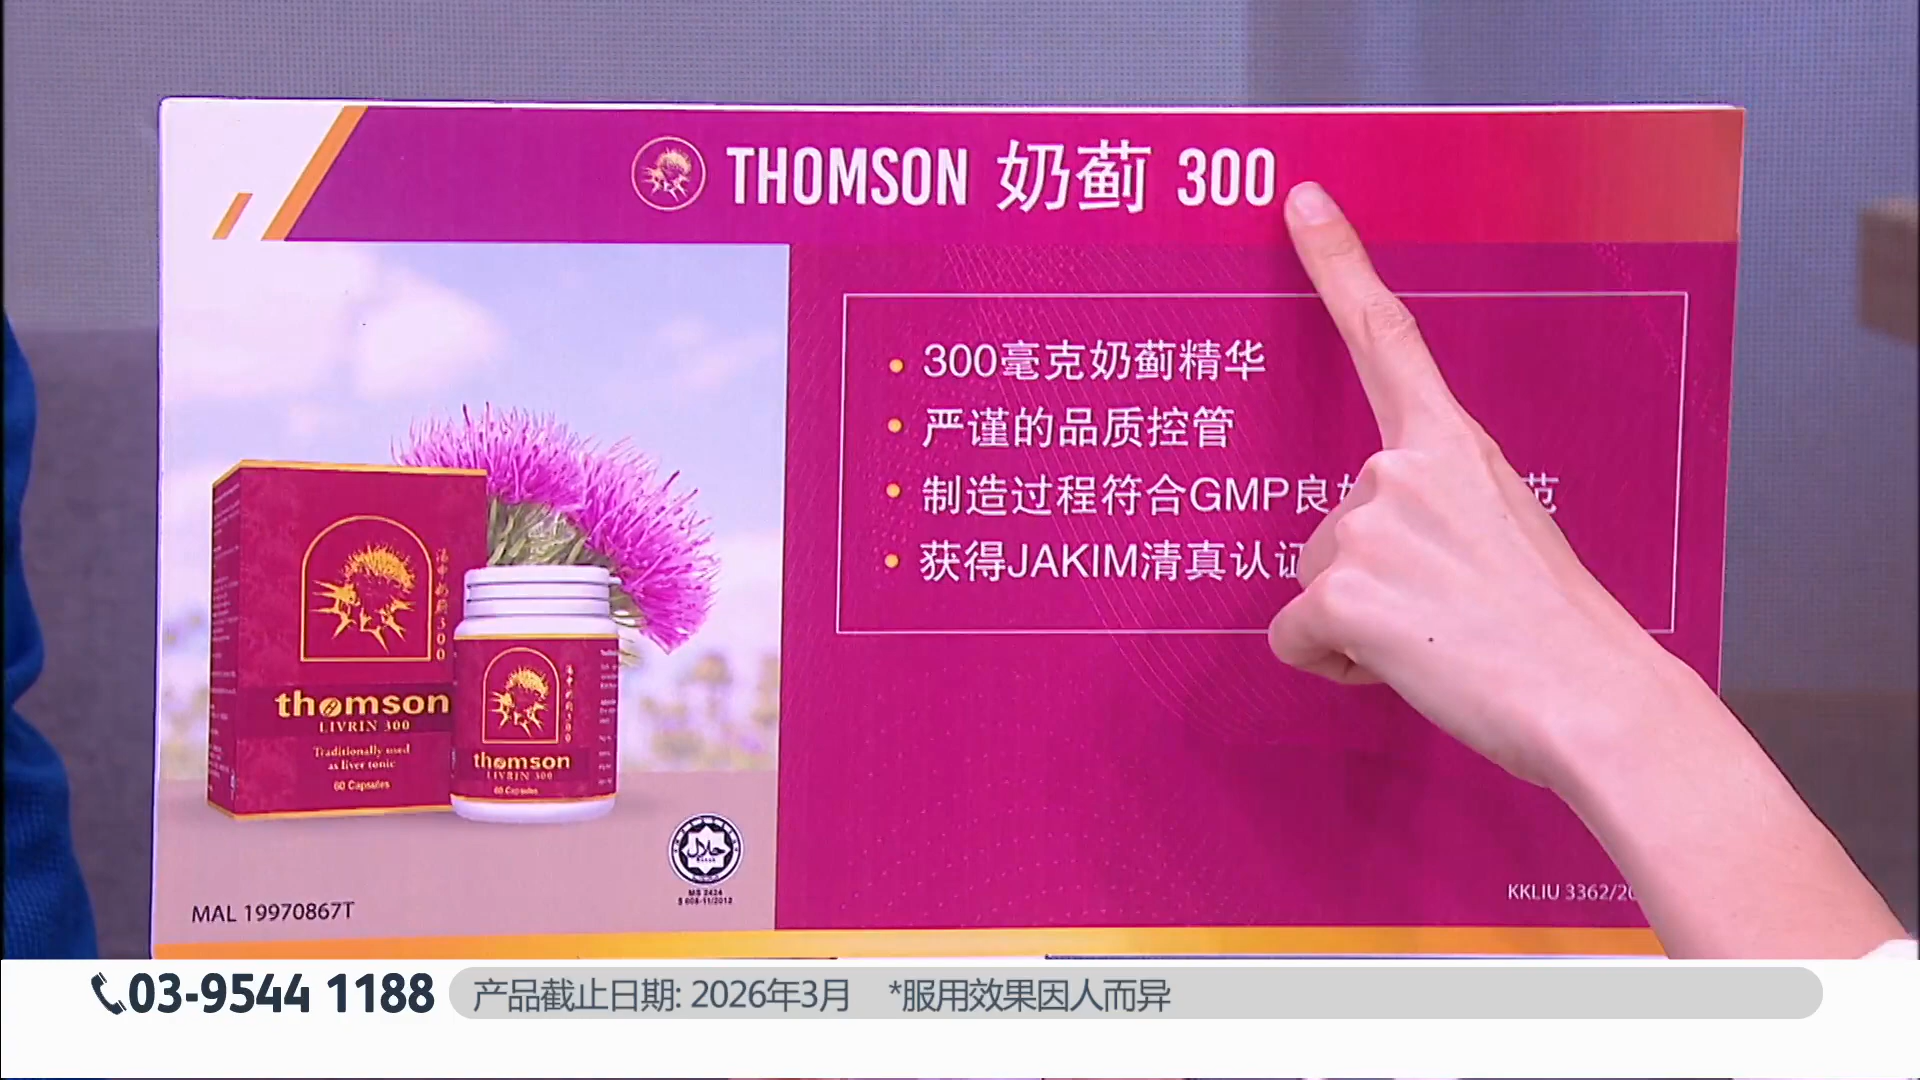 THOMSON 奶蓟 300
300毫克奶蓟精华
严谨的品质控管
制造过程符合GMP良
范
获得JAKIM清真认证
thomson
LIVRIN 300
Traditionally used
as liver tonic
60 Capsules
thomson
LIVRIN 300
60 Capsules
حلال
MS 2424
MAL 19970867T
KKLIU 3362/20
03-9544 1188
产品截止日期: 2026年3月 *服用效果因人而异